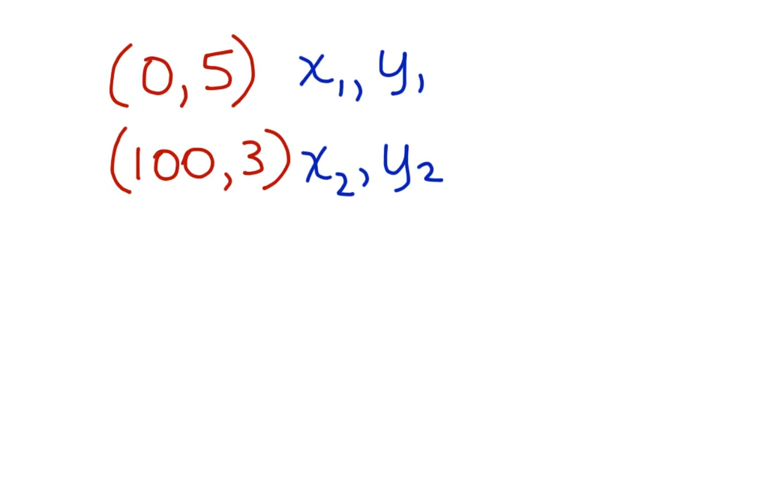 (0,5) x₁, y₁
(100,3) x₂, y₂